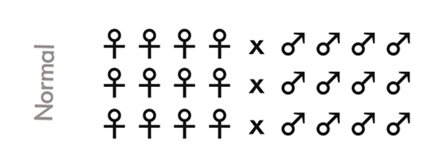 Normal
♀ ♀ ♀ ♀ x ♂ ♂ ♂ ♂
♀ ♀ ♀ ♀ x ♂ ♂ ♂ ♂
♀ ♀ ♀ ♀ x ♂ ♂ ♂ ♂